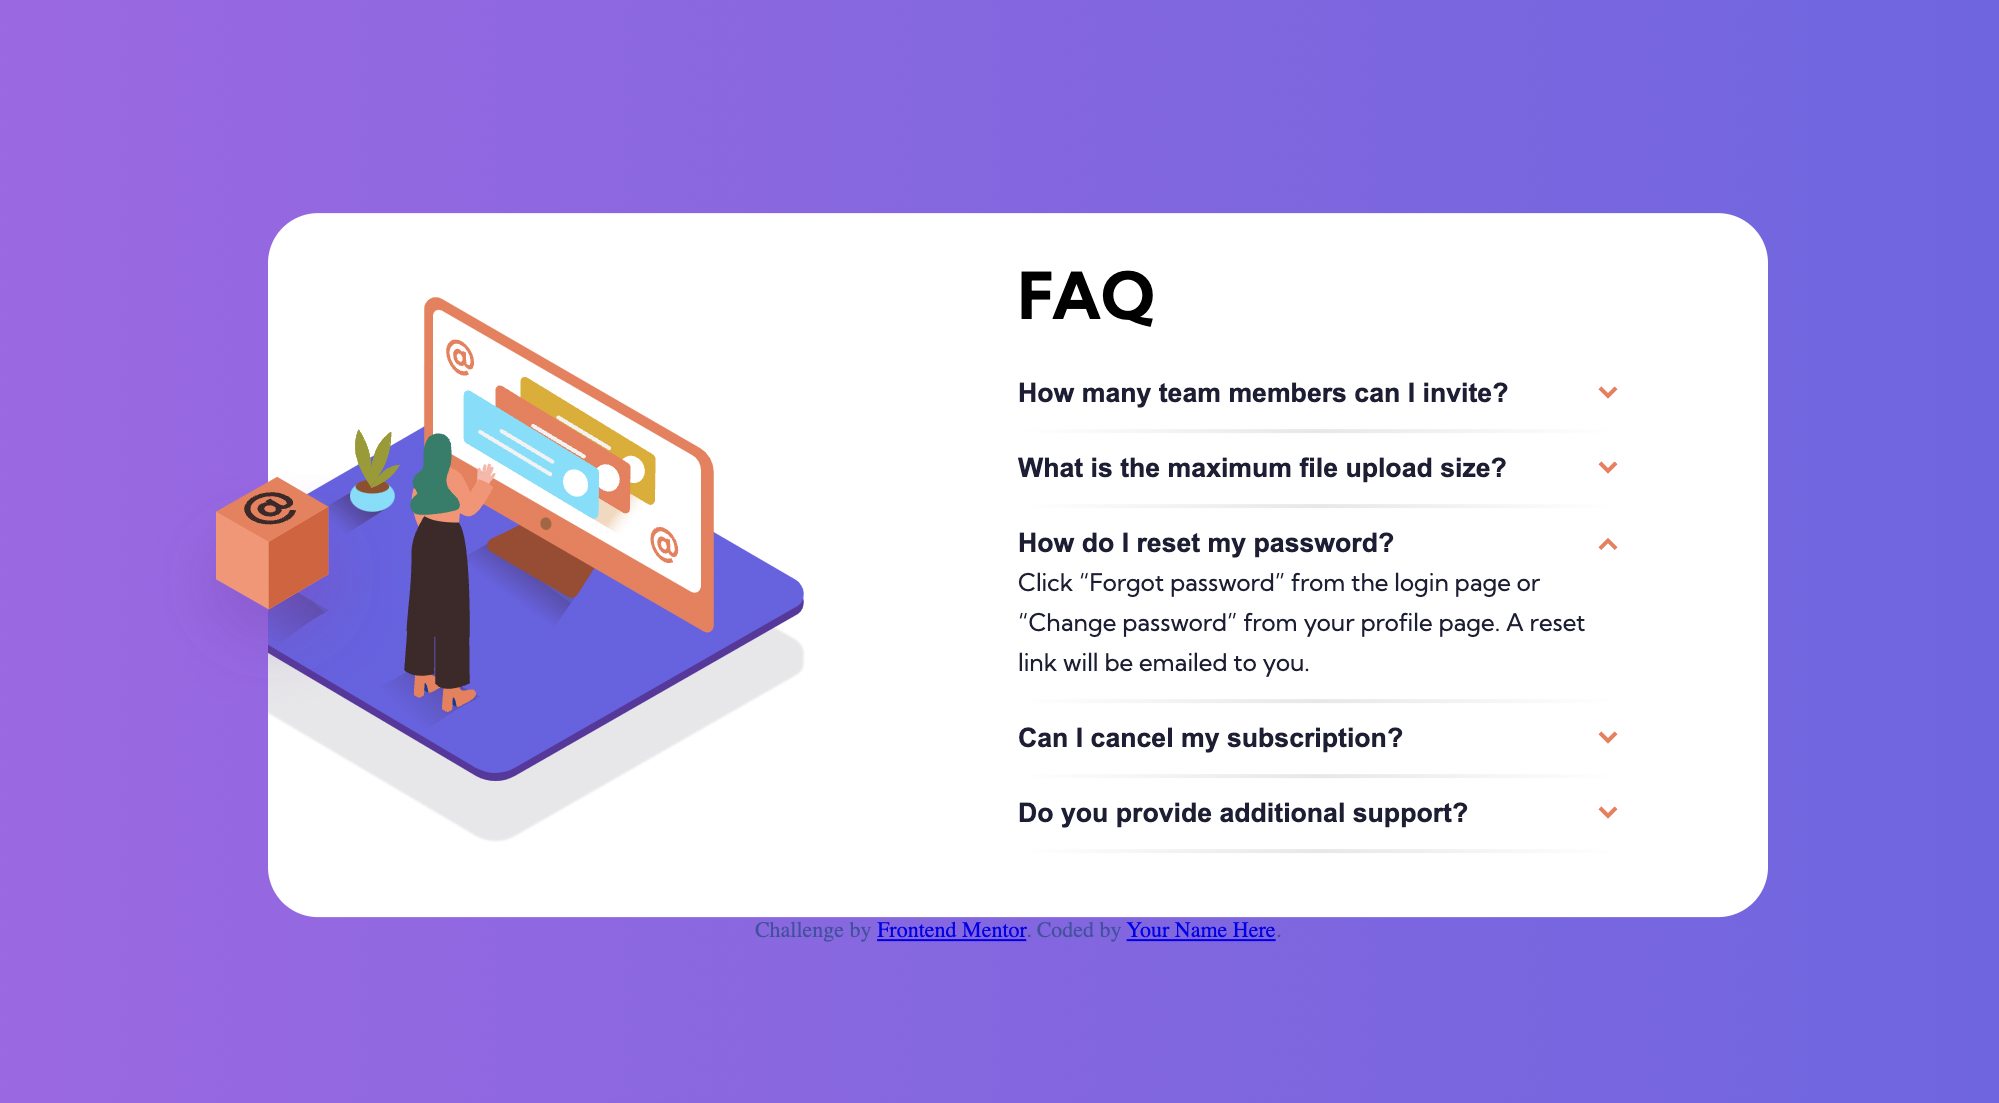 FAQ
How many team members can I invite?
What is the maximum file upload size?
How do I reset my password?
Click “Forgot password” from the login page or
“Change password” from your profile page. A reset
link will be emailed to you.
Can I cancel my subscription?
Do you provide additional support?
@
@
@
Challenge by Frontend Mentor. Coded by Your Name Here.